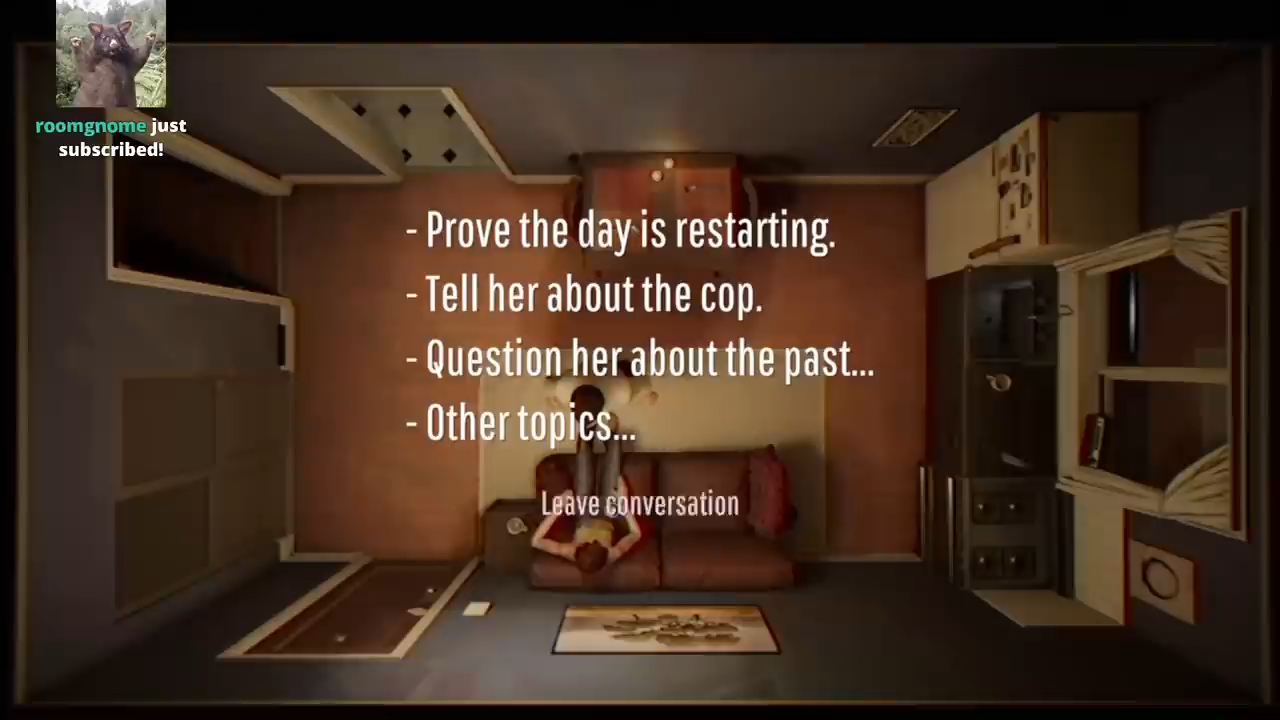 roomgnome just
subscribed!
- Prove the day is restarting.
- Tell her about the cop.
- Question her about the past...
- Other topics...
Leave conversation